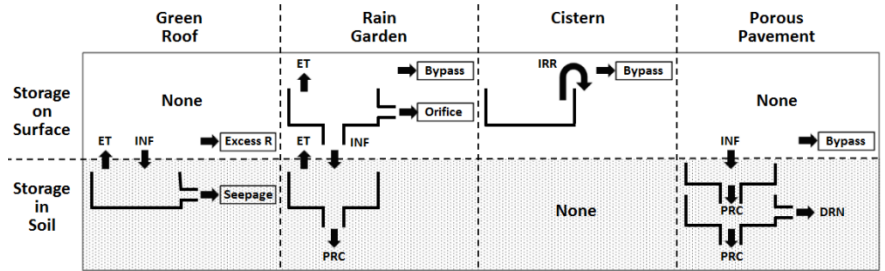 Green
Roof
Rain
Garden
Cistern
Porous
Pavement
Storage
on
Surface
None
ET
INF
Excess R
ET
Bypass
Orifice
ET
INF
IRR
Bypass
None
INF
Bypass
Storage
in
Soil
Seepage
PRC
None
PRC
DRN
PRC